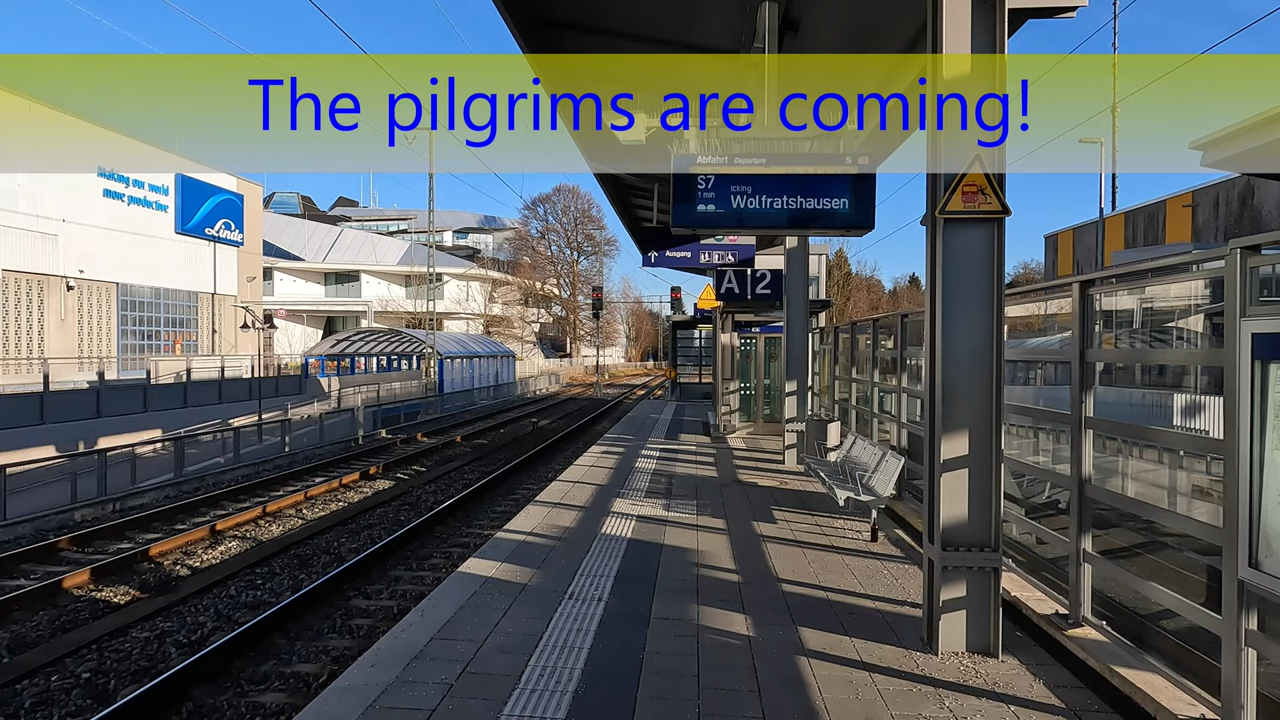 The pilgrims are coming!
Making our world
more productive
Linde
Abfahrt Departure
S7
1 min
Icking
Wolfratshausen
Ausgang
A 2